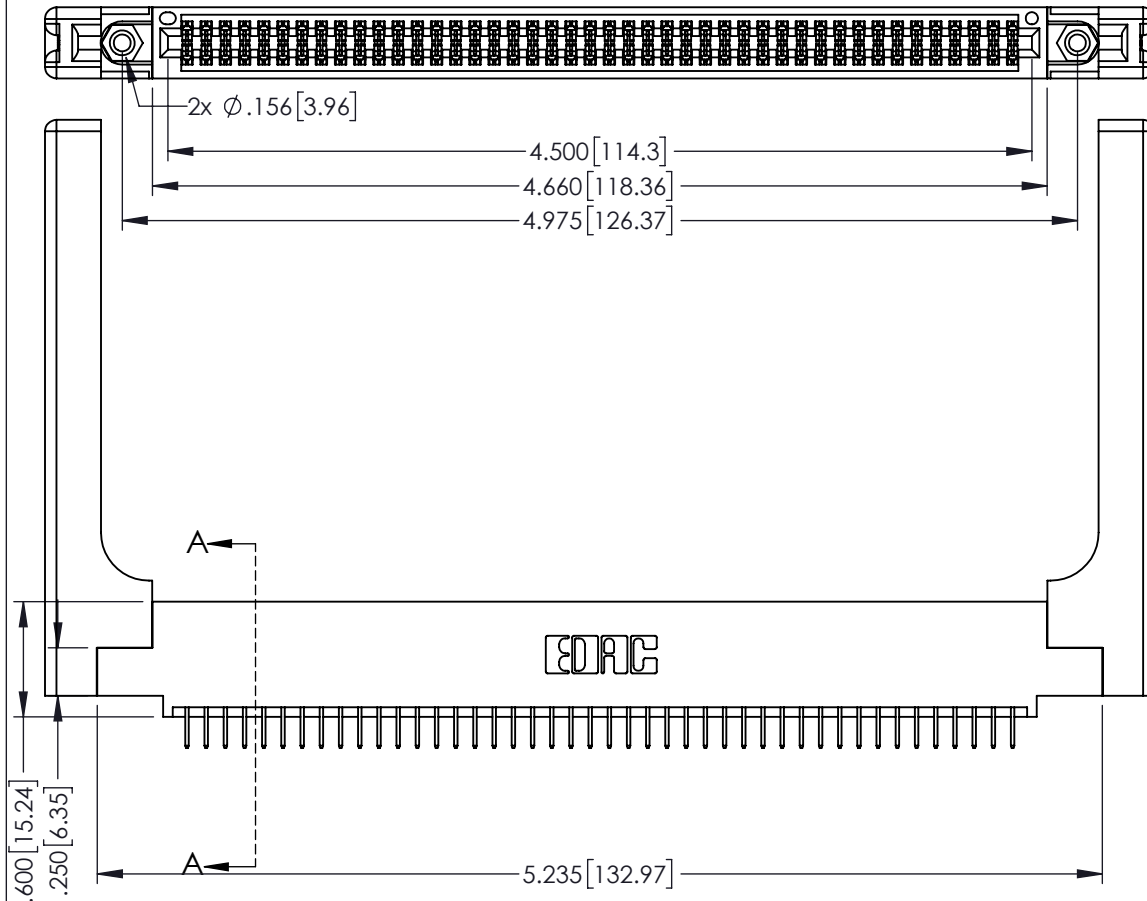 2x ∅.156[3.96]
4.500[114.3]
4.660[118.36]
4.975[126.37]
A
EDAC
.600[15.24]
.250[6.35]
A
5.235[132.97]